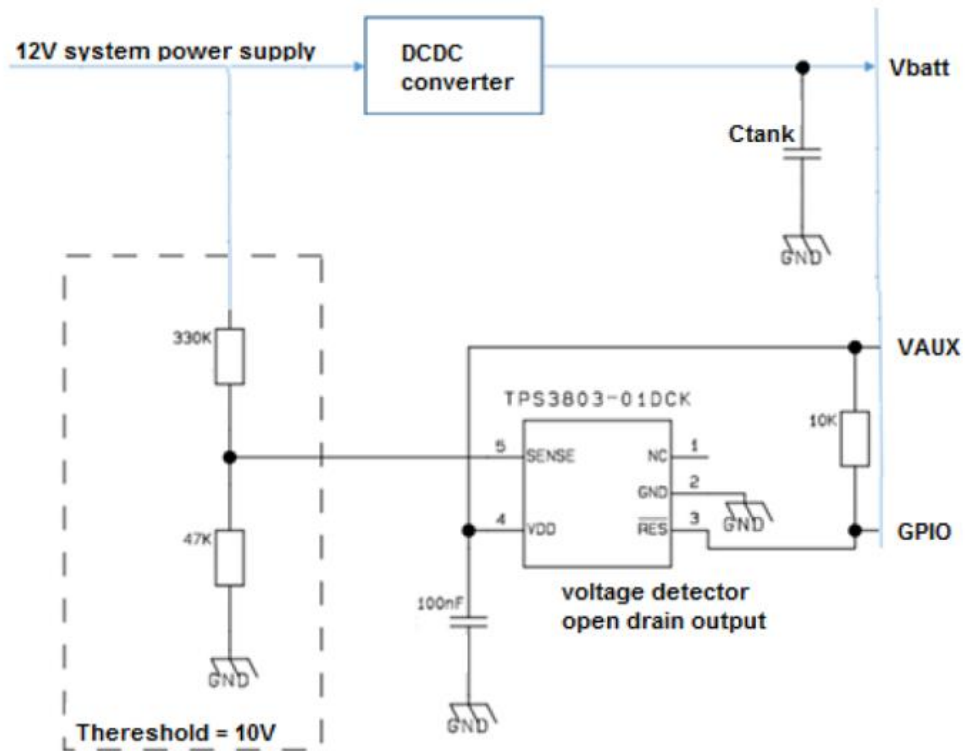 12V system power supply
DCDC
converter
Vbatt
Ctank
GND
330K
VAUX
TPS3803-01DCK
10K
5
SENSE
NC
1
GND
2
4
VDD
RES
3
GND
GPIO
47K
100nF
voltage detector
open drain output
GND
GND
Thereshold = 10V